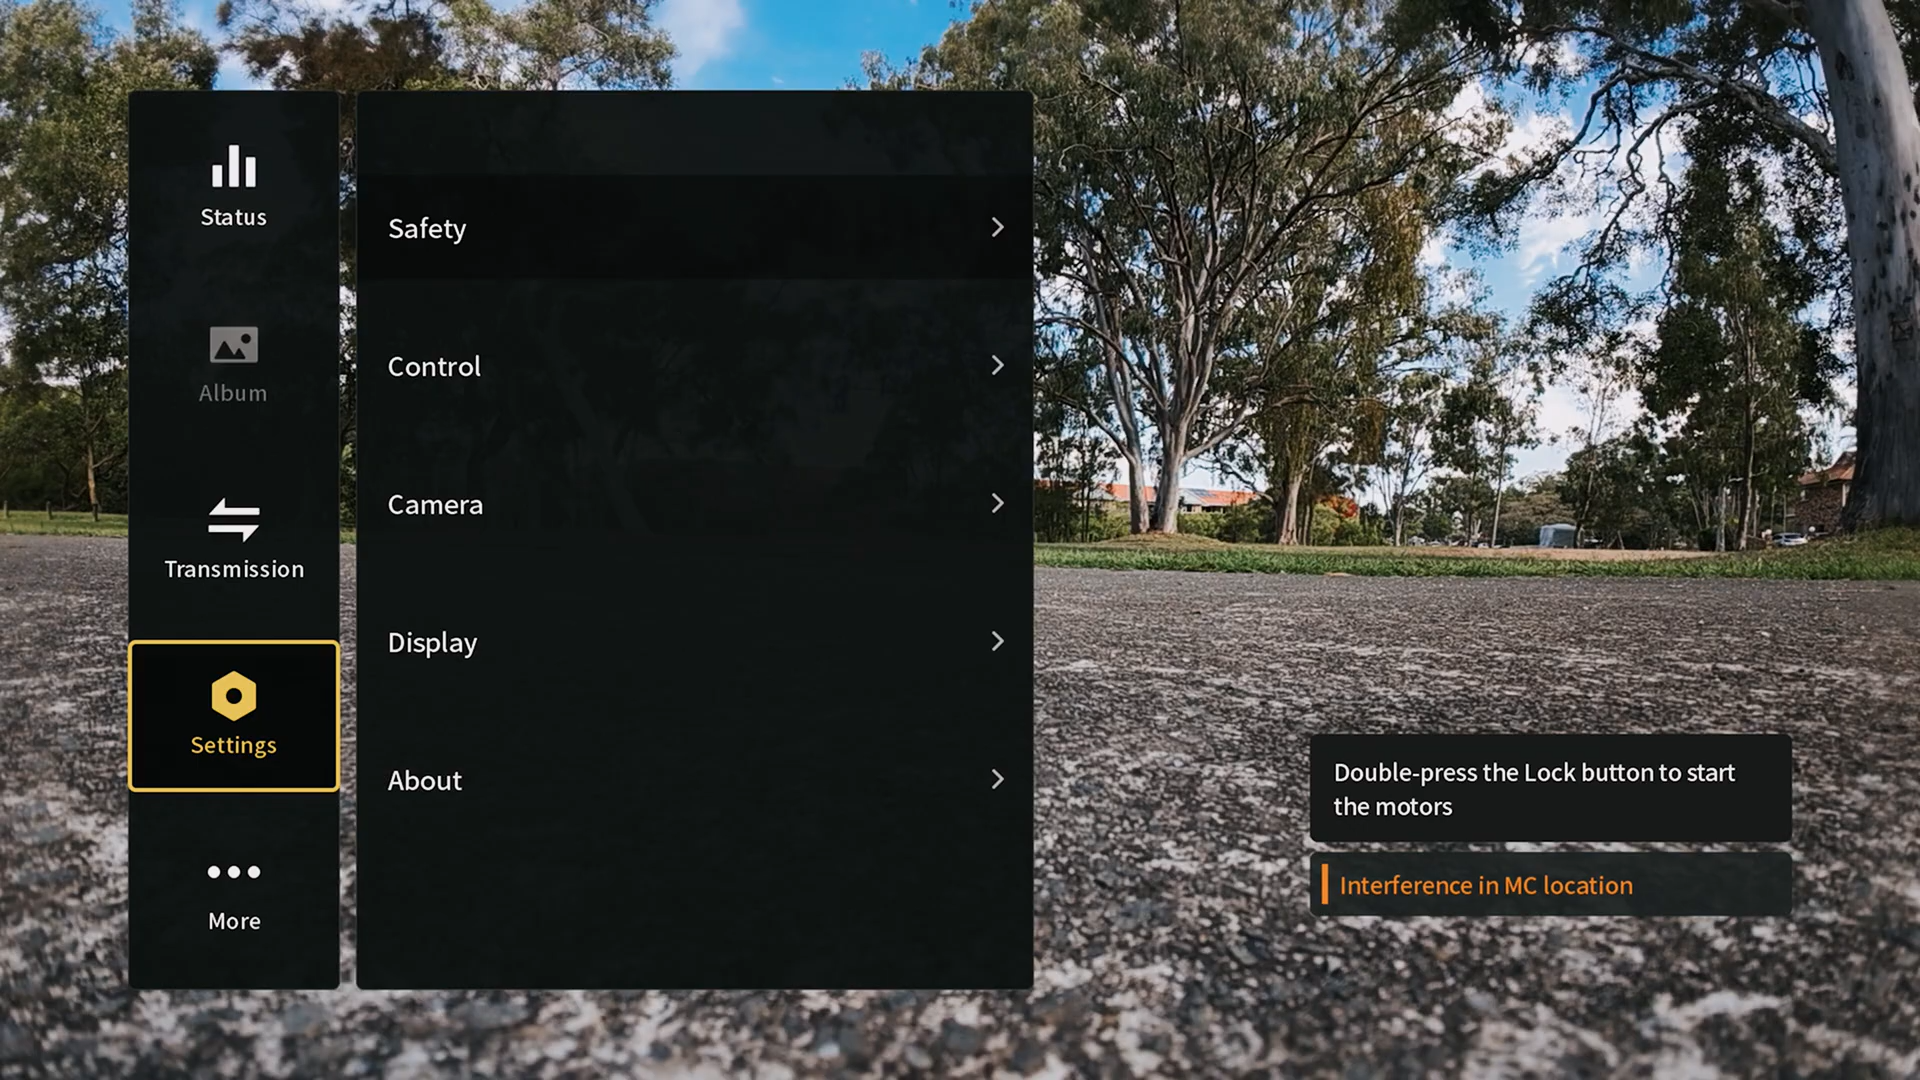 Status
Album
Transmission
Settings
More
Safety
Control
Camera
Display
About
Double-press the Lock button to start
the motors
Interference in MC location